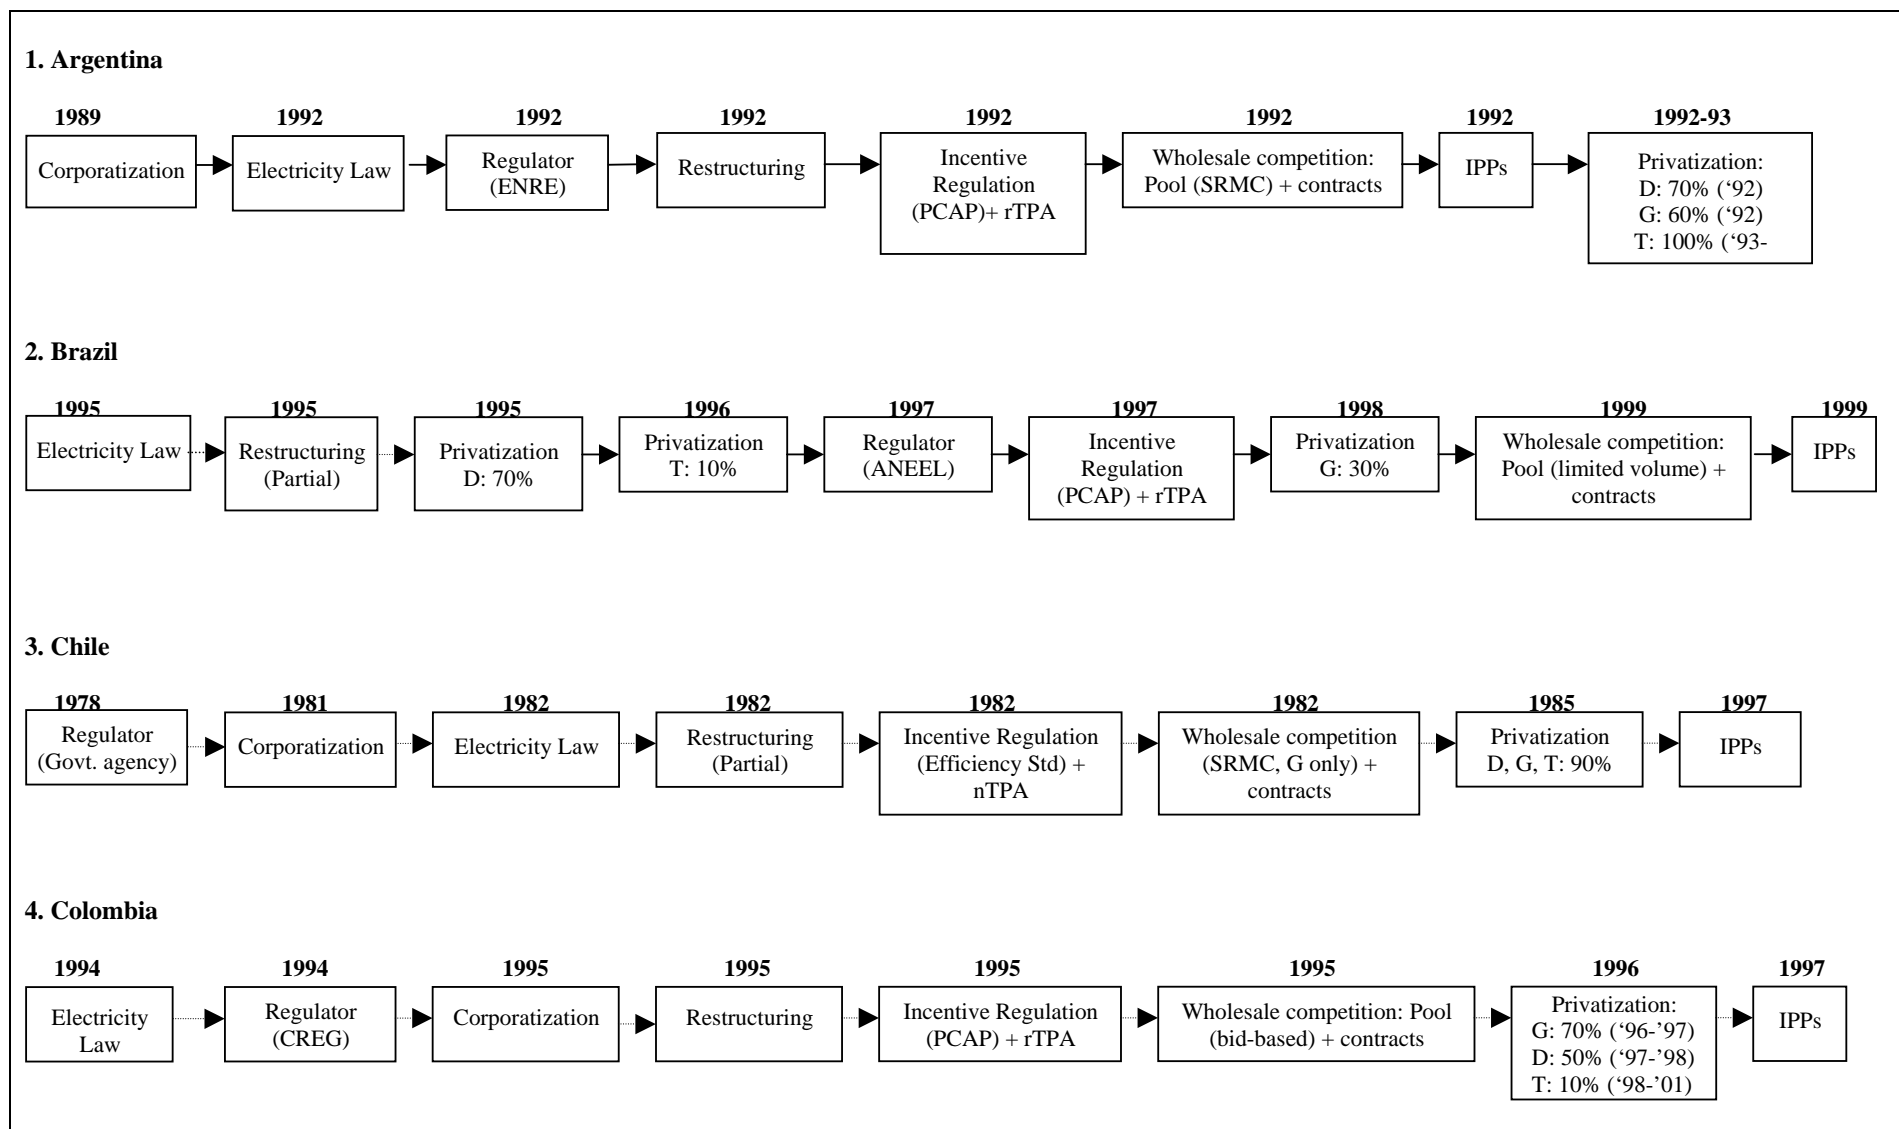 1. Argentina
1989
1992
1992
1992
1992
1992
1992
1992-93
Corporatization
Electricity Law
Regulator
(ENRE)
Restructuring
Incentive
Regulation
(PCAP)+ rTPA
Wholesale competition:
Pool (SRMC) + contracts
IPPs
Privatization:
D: 70% (‘92)
G: 60% (‘92)
T: 100% (‘93-
2. Brazil
1995
1995
1995
1996
1997
1997
1998
1999
1999
Electricity Law
Restructuring
(Partial)
Privatization
D: 70%
Privatization
T: 10%
Regulator
(ANEEL)
Incentive
Regulation
(PCAP) + rTPA
Privatization
G: 30%
Wholesale competition:
Pool (limited volume) +
contracts
IPPs
3. Chile
1978
1981
1982
1982
1982
1982
1985
1997
Regulator
(Govt. agency)
Corporatization
Electricity Law
Restructuring
(Partial)
Incentive Regulation
(Efficiency Std) +
nTPA
Wholesale competition
(SRMC, G only) +
contracts
Privatization
D, G, T: 90%
IPPs
4. Colombia
1994
1994
1995
1995
1995
1995
1996
1997
Electricity
Law
Regulator
(CREG)
Corporatization
Restructuring
Incentive Regulation
(PCAP) + rTPA
Wholesale competition: Pool
(bid-based) + contracts
Privatization:
G: 70% (‘96-’97)
D: 50% (‘97-’98)
T: 10% (‘98-’01)
IPPs